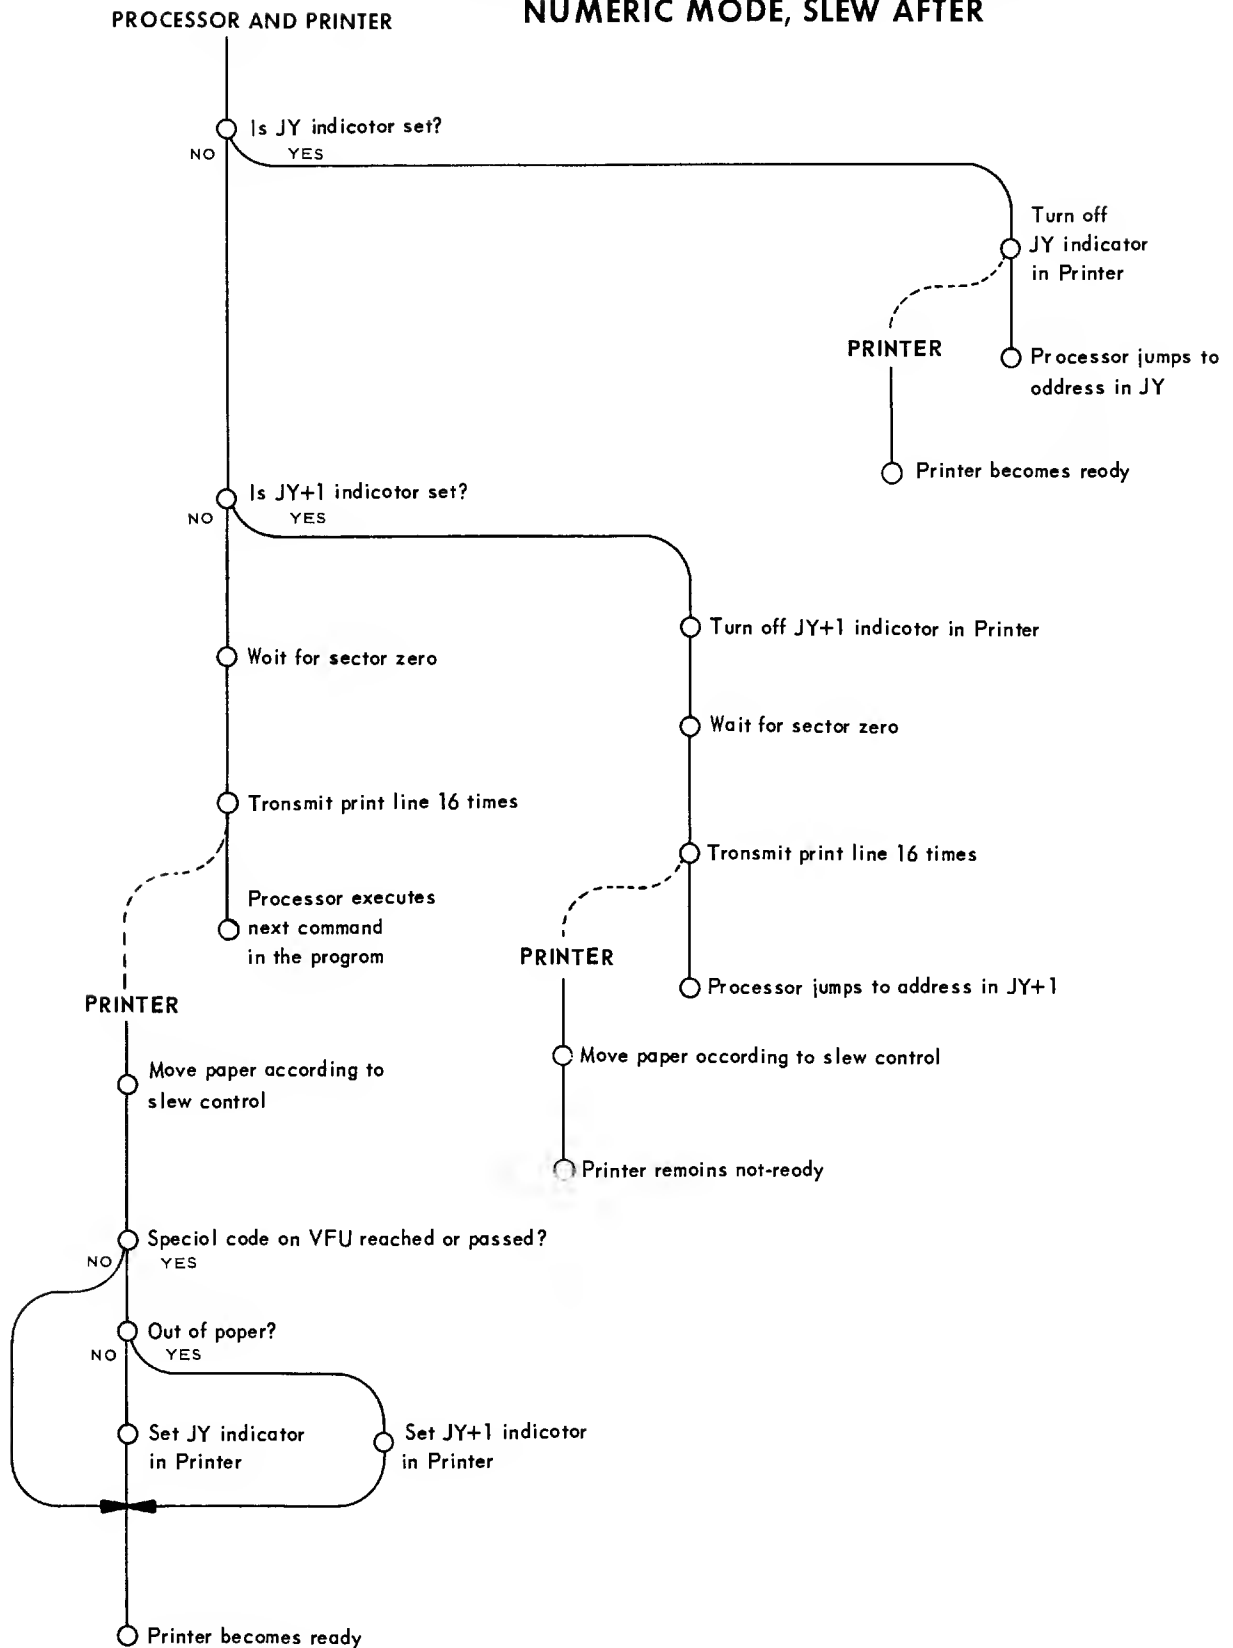 NUMERIC MODE, SLEW AFTER
PROCESSOR AND PRINTER
Is JY indicotor set?
NO YES
Turn off
JY indicator
in Printer
PRINTER
Processor jumps to
oddress in JY
Printer becomes reody
Is JY+1 indicotor set?
NO YES
Turn off JY+1 indicotor in Printer
Woit for sector zero
Wait for sector zero
Tronsmit print line 16 times
Tronsmit print line 16 times
Processor executes
next command
in the progrom
PRINTER
Processor jumps to address in JY+1
PRINTER
Move paper occording to slew control
Move paper according to
slew control
Printer remoins not-reody
Speciol code on VFU reached or passed?
NO YES
Out of poper?
NO YES
Set JY indicator
in Printer
Set JY+1 indicotor
in Printer
Printer becomes ready